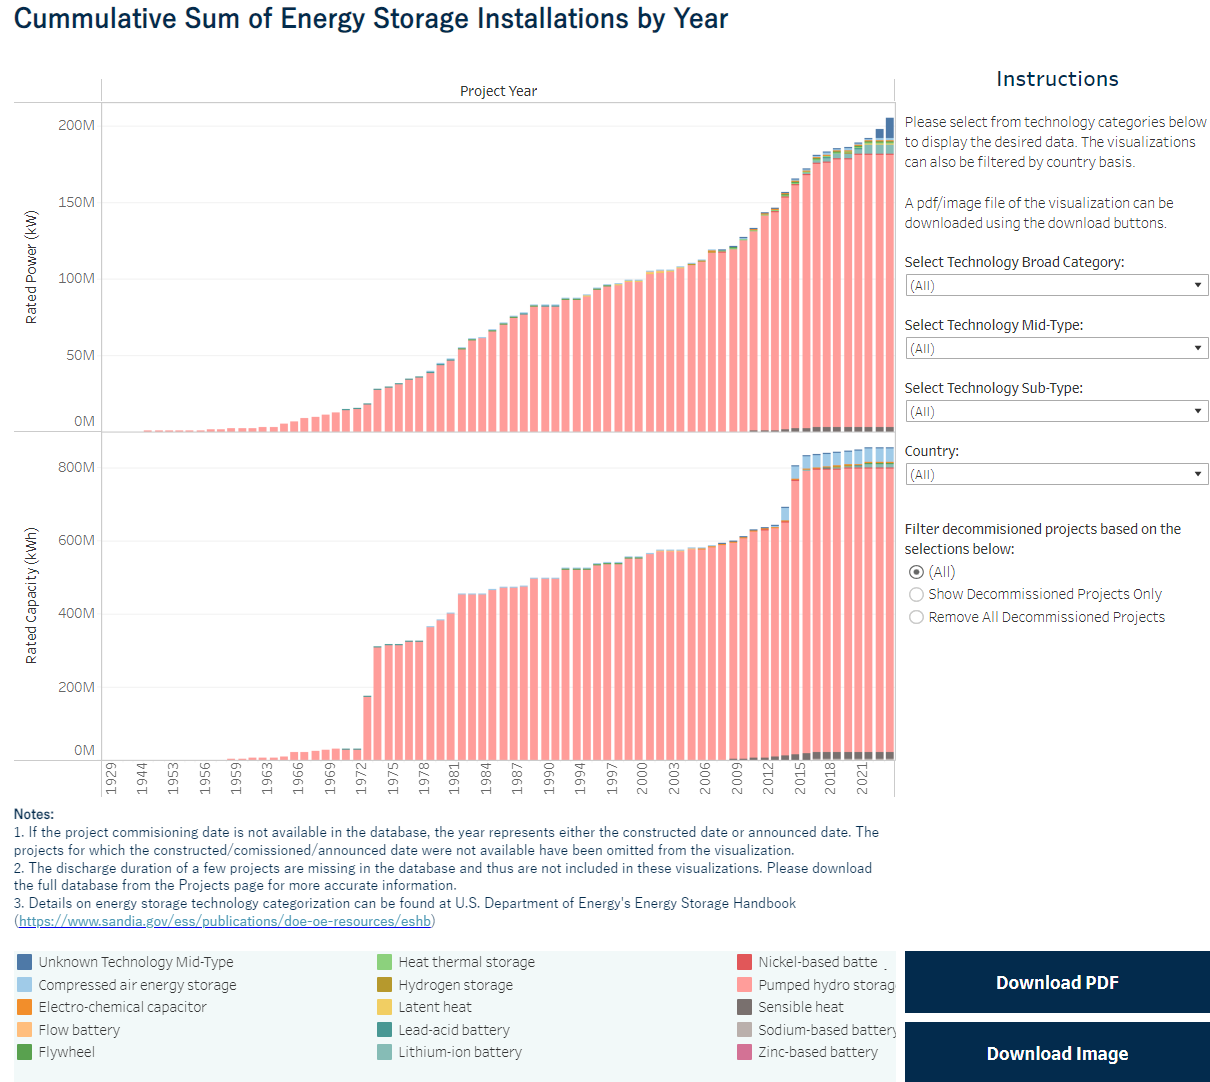 Cummulative Sum of Energy Storage Installations by Year
Project Year
Rated Power (kW)
200M
150M
100M
50M
0M
Rated Capacity (kWh)
800M
600M
400M
200M
0M
1929
1944
1953
1956
1959
1963
1966
1969
1972
1975
1978
1981
1984
1987
1990
1994
1997
2000
2003
2006
2009
2012
2015
2018
2021
Instructions
Please select from technology categories below
to display the desired data. The visualizations
can also be filtered by country basis.
A pdf/image file of the visualization can be
downloaded using the download buttons.
Select Technology Broad Category:
(All)
Select Technology Mid-Type:
(All)
Select Technology Sub-Type:
(All)
Country:
(All)
Filter decommisioned projects based on the
selections below:
(All)
Show Decommissioned Projects Only
Remove All Decommissioned Projects
Notes:
1. If the project commisioning date is not available in the database, the year represents either the constructed date or announced date. The
projects for which the constructed/comissioned/announced date were not available have been omitted from the visualization.
2. The discharge duration of a few projects are missing in the database and thus are not included in these visualizations. Please download
the full database from the Projects page for more accurate information.
3. Details on energy storage technology categorization can be found at U.S. Department of Energy's Energy Storage Handbook
(https://www.sandia.gov/ess/publications/doe-oe-resources/eshb)
Unknown Technology Mid-Type
Compressed air energy storage
Electro-chemical capacitor
Flow battery
Flywheel
Heat thermal storage
Hydrogen storage
Latent heat
Lead-acid battery
Lithium-ion battery
Nickel-based batte
Pumped hydro storag
Sensible heat
Sodium-based battery
Zinc-based battery
Download PDF
Download Image